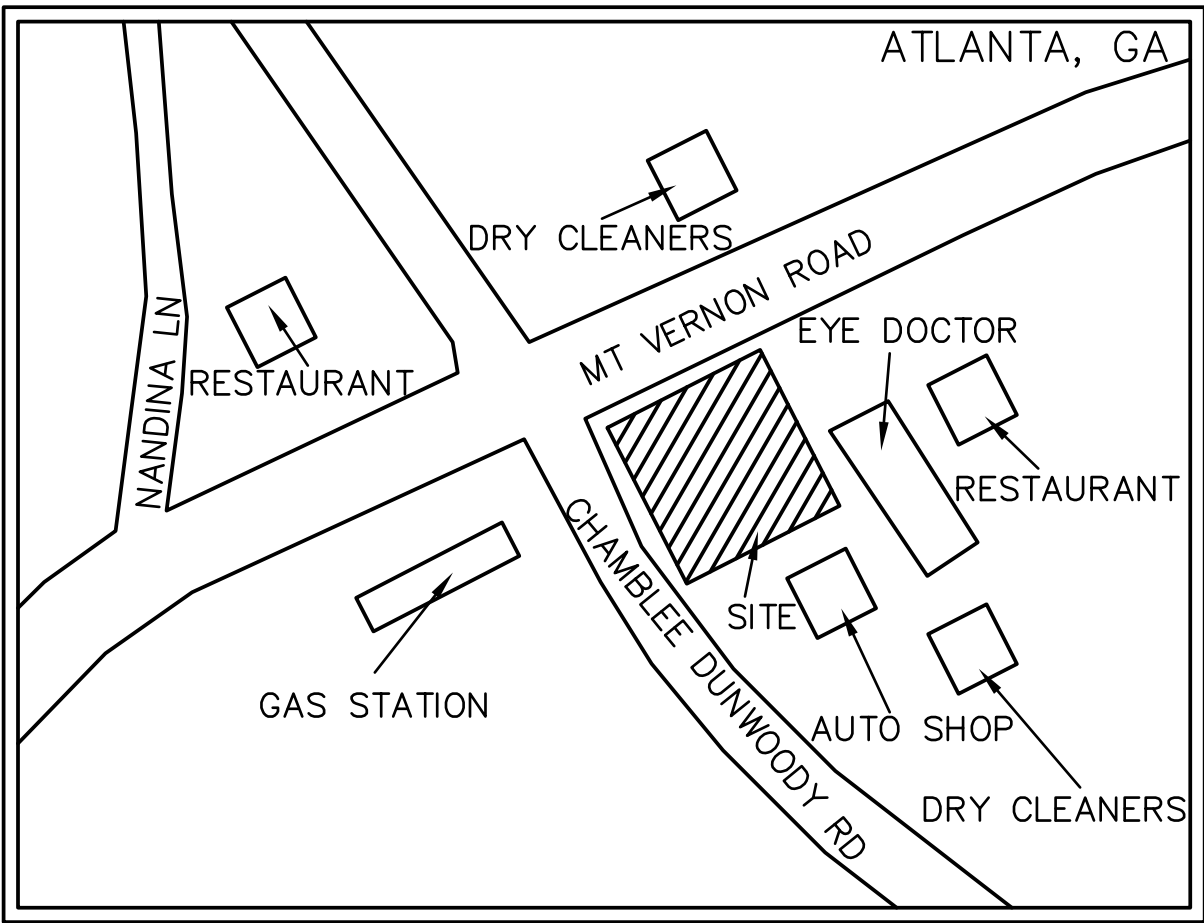 ATLANTA, GA
DRY CLEANERS
MT VERNON ROAD
EYE DOCTOR
NANDINA LN
RESTAURANT
RESTAURANT
CHAMBLEE DUNWOODY RD
SITE
GAS STATION
AUTO SHOP
DRY CLEANERS